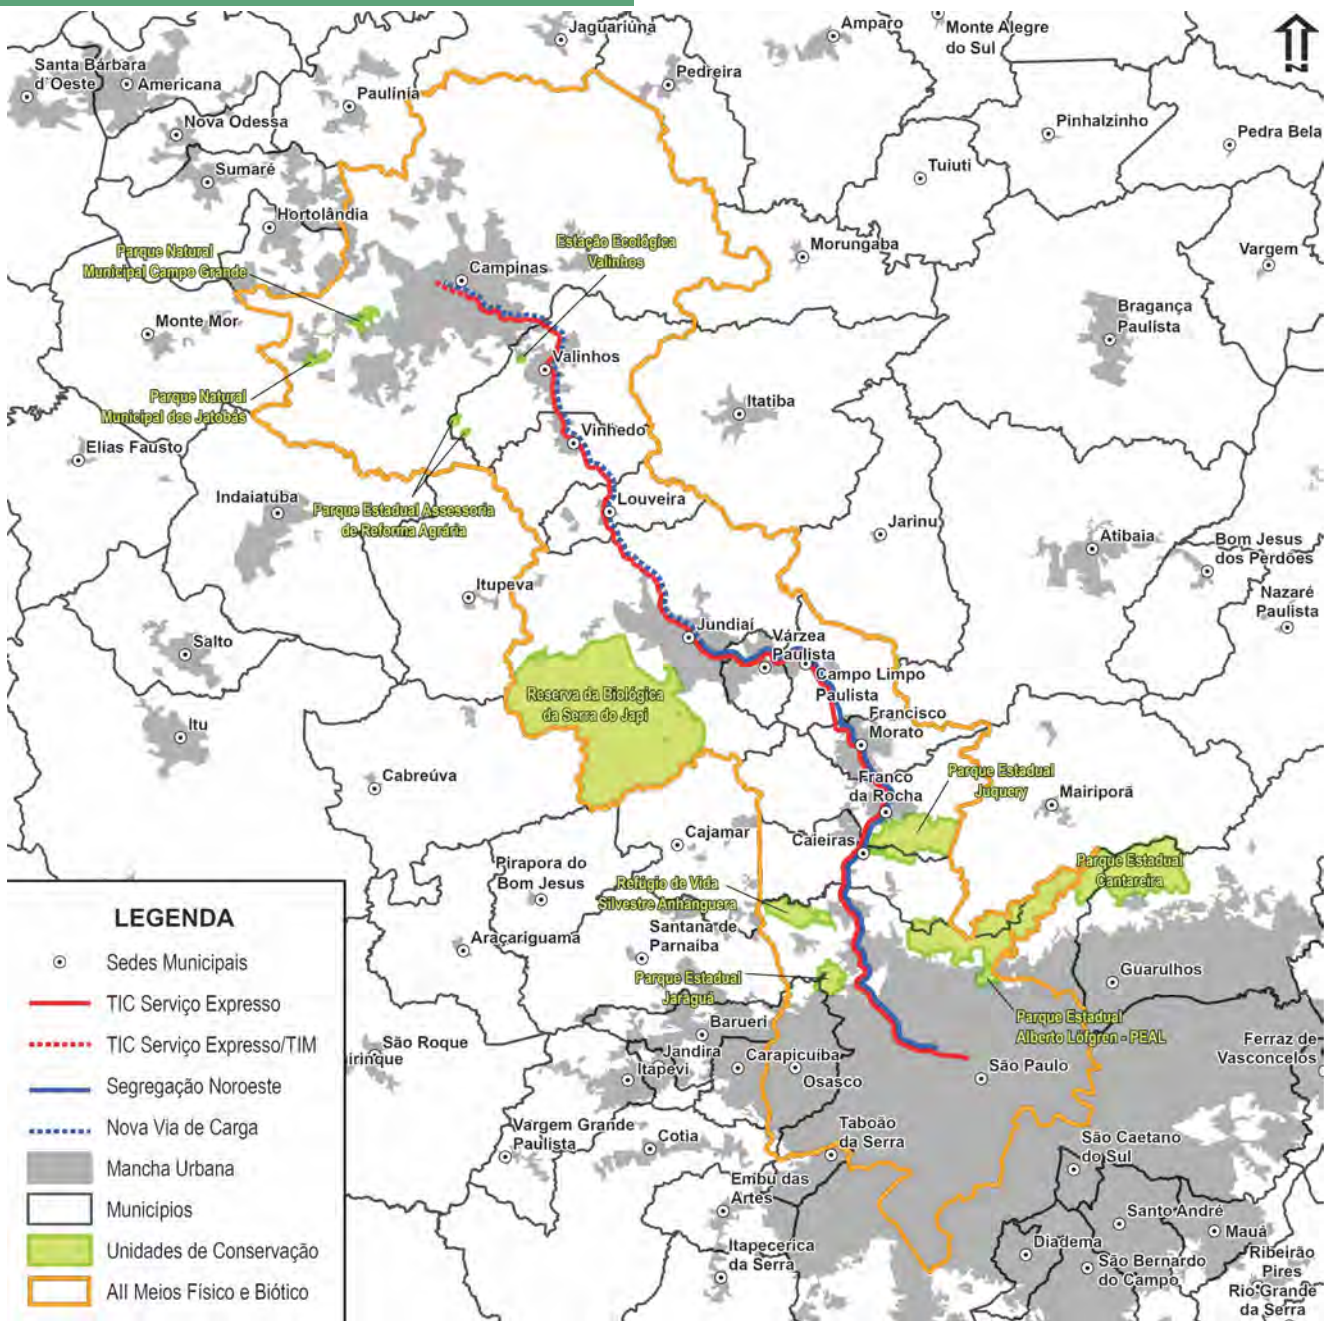 Jaguariúna
Amparo
Monte Alegre
do Sul
Santa Bárbara
d'Oeste
Americana
Paulínia
Pedreira
N
Nova Odessa
Pinhalzinho
Pedra Bela
Sumaré
Tuiuti
Hortolândia
Parque Natural
Municipal Campo Grande
Estação Ecológica
Valinhos
Morungaba
Vargem
Campinas
Monte Mor
Bragança
Paulista
Valinhos
Parque Natural
Municipal dos Jatobás
Itatiba
Elias Fausto
Vinhedo
Indaiatuba
Louveira
Parque Estadual Assessoria
de Reforma Agrária
Jarinu
Atibaia
Bom Jesus
dos Perdões
Itupeva
Nazaré
Paulista
Salto
Jundiaí
Várzea
Paulista
Campo Limpo
Paulista
Reserva da Biológica
da Serra do Japi
Itu
Francisco
Morato
Cabreúva
Franco
da Rocha
Parque Estadual
Juquery
Mairiporã
Cajamar
Caieiras
Pirapora do
Bom Jesus
Parque Estadual
Cantareira
Refúgio de Vida
Silvestre Anhanguera
Araçariguama
Santana de
Parnaíba
Guarulhos
Parque Estadual
Jaraguá
Parque Estadual
Alberto Löfgren - PEAL
Barueri
São Roque
irinque
Jandira
Itapevi
Carapicuíba
Osasco
São Paulo
Ferraz de
Vasconcelos
Vargem Grande
Paulista
Cotia
Taboão
da Serra
São Caetano
do Sul
Embu das
Artes
Santo André
Mauá
Itapecerica
da Serra
Diadema
São Bernardo
do Campo
Ribeirão
Pires
Rio Grande
da Serra
LEGENDA
Sedes Municipais
TIC Serviço Expresso
TIC Serviço Expresso/TIM
Segregação Noroeste
Nova Via de Carga
Mancha Urbana
Municípios
Unidades de Conservação
AII Meios Físico e Biótico